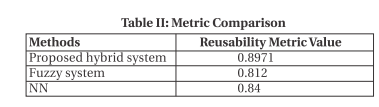 Table II: Metric Comparison
Methods Reusability Metric Value
Proposed hybrid system 0.8971
Fuzzy system 0.812
NN 0.84